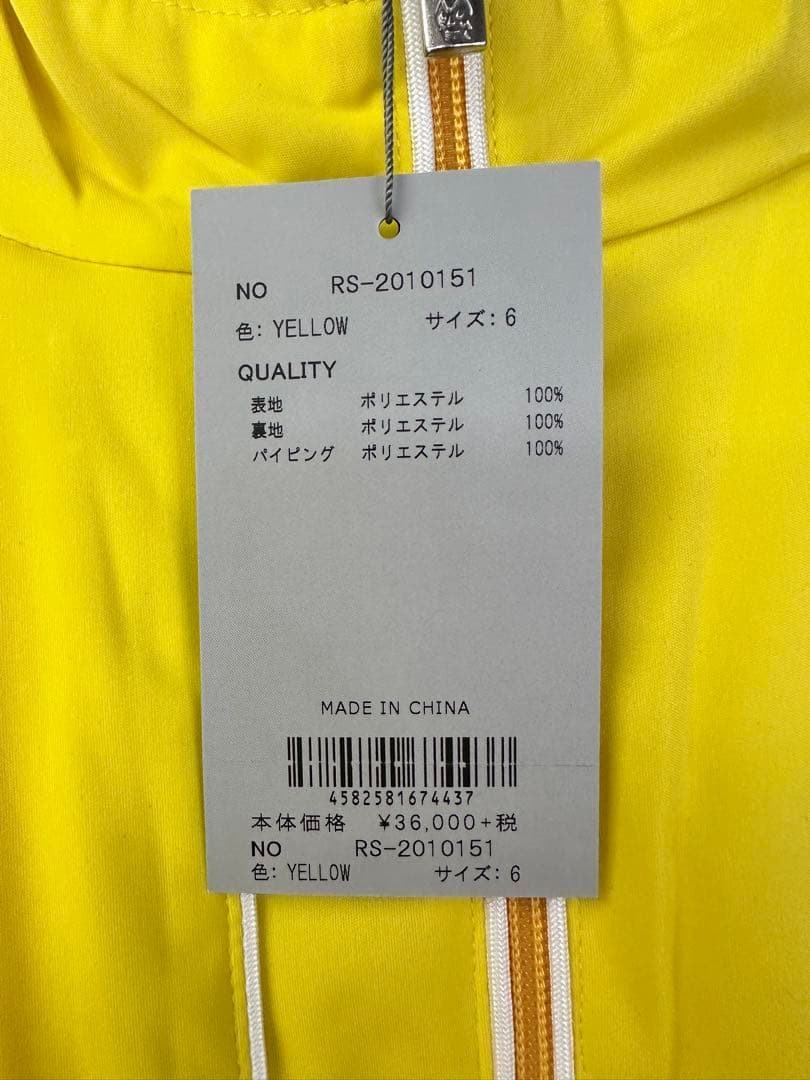 NO RS-2010151
色: YELLOW サイズ: 6
QUALITY
表地 ポリエステル 100%
裏地 ポリエステル 100%
パイピング ポリエステル 100%
MADE IN CHINA
4582581674437
本体価格 ¥36,000+税
NO RS-2010151
色: YELLOW サイズ: 6